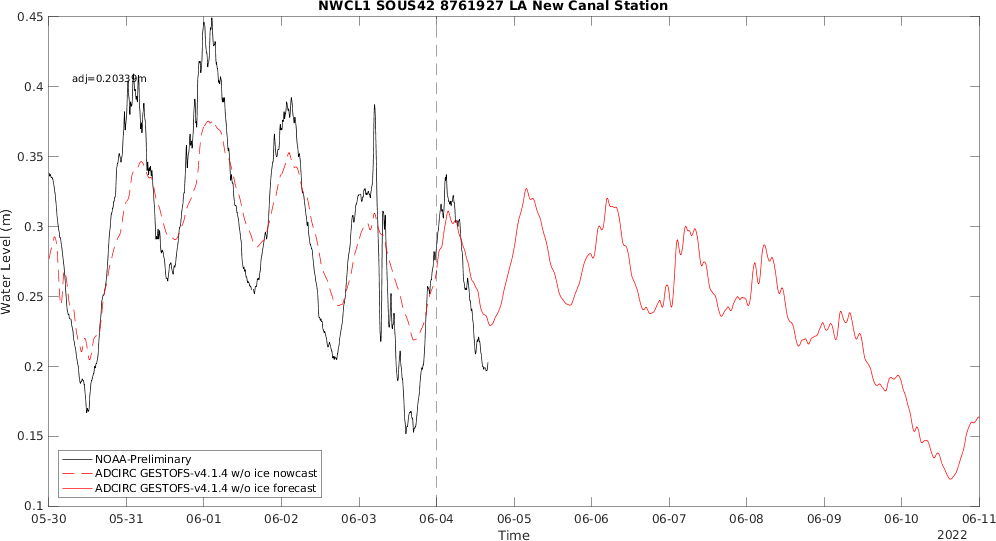 NWCL1 SOUS42 8761927 LA New Canal Station
0.45
0.4
0.35
0.3
0.25
0.2
0.15
0.1
Water Level (m)
adj=0.20339m
NOAA-Preliminary
ADCIRC GESTOFS-v4.1.4 w/o ice nowcast
ADCIRC GESTOFS-v4.1.4 w/o ice forecast
05-30 05-31 06-01 06-02 06-03 06-04 06-05 06-06 06-07 06-08 06-09 06-10 06-11
Time
2022